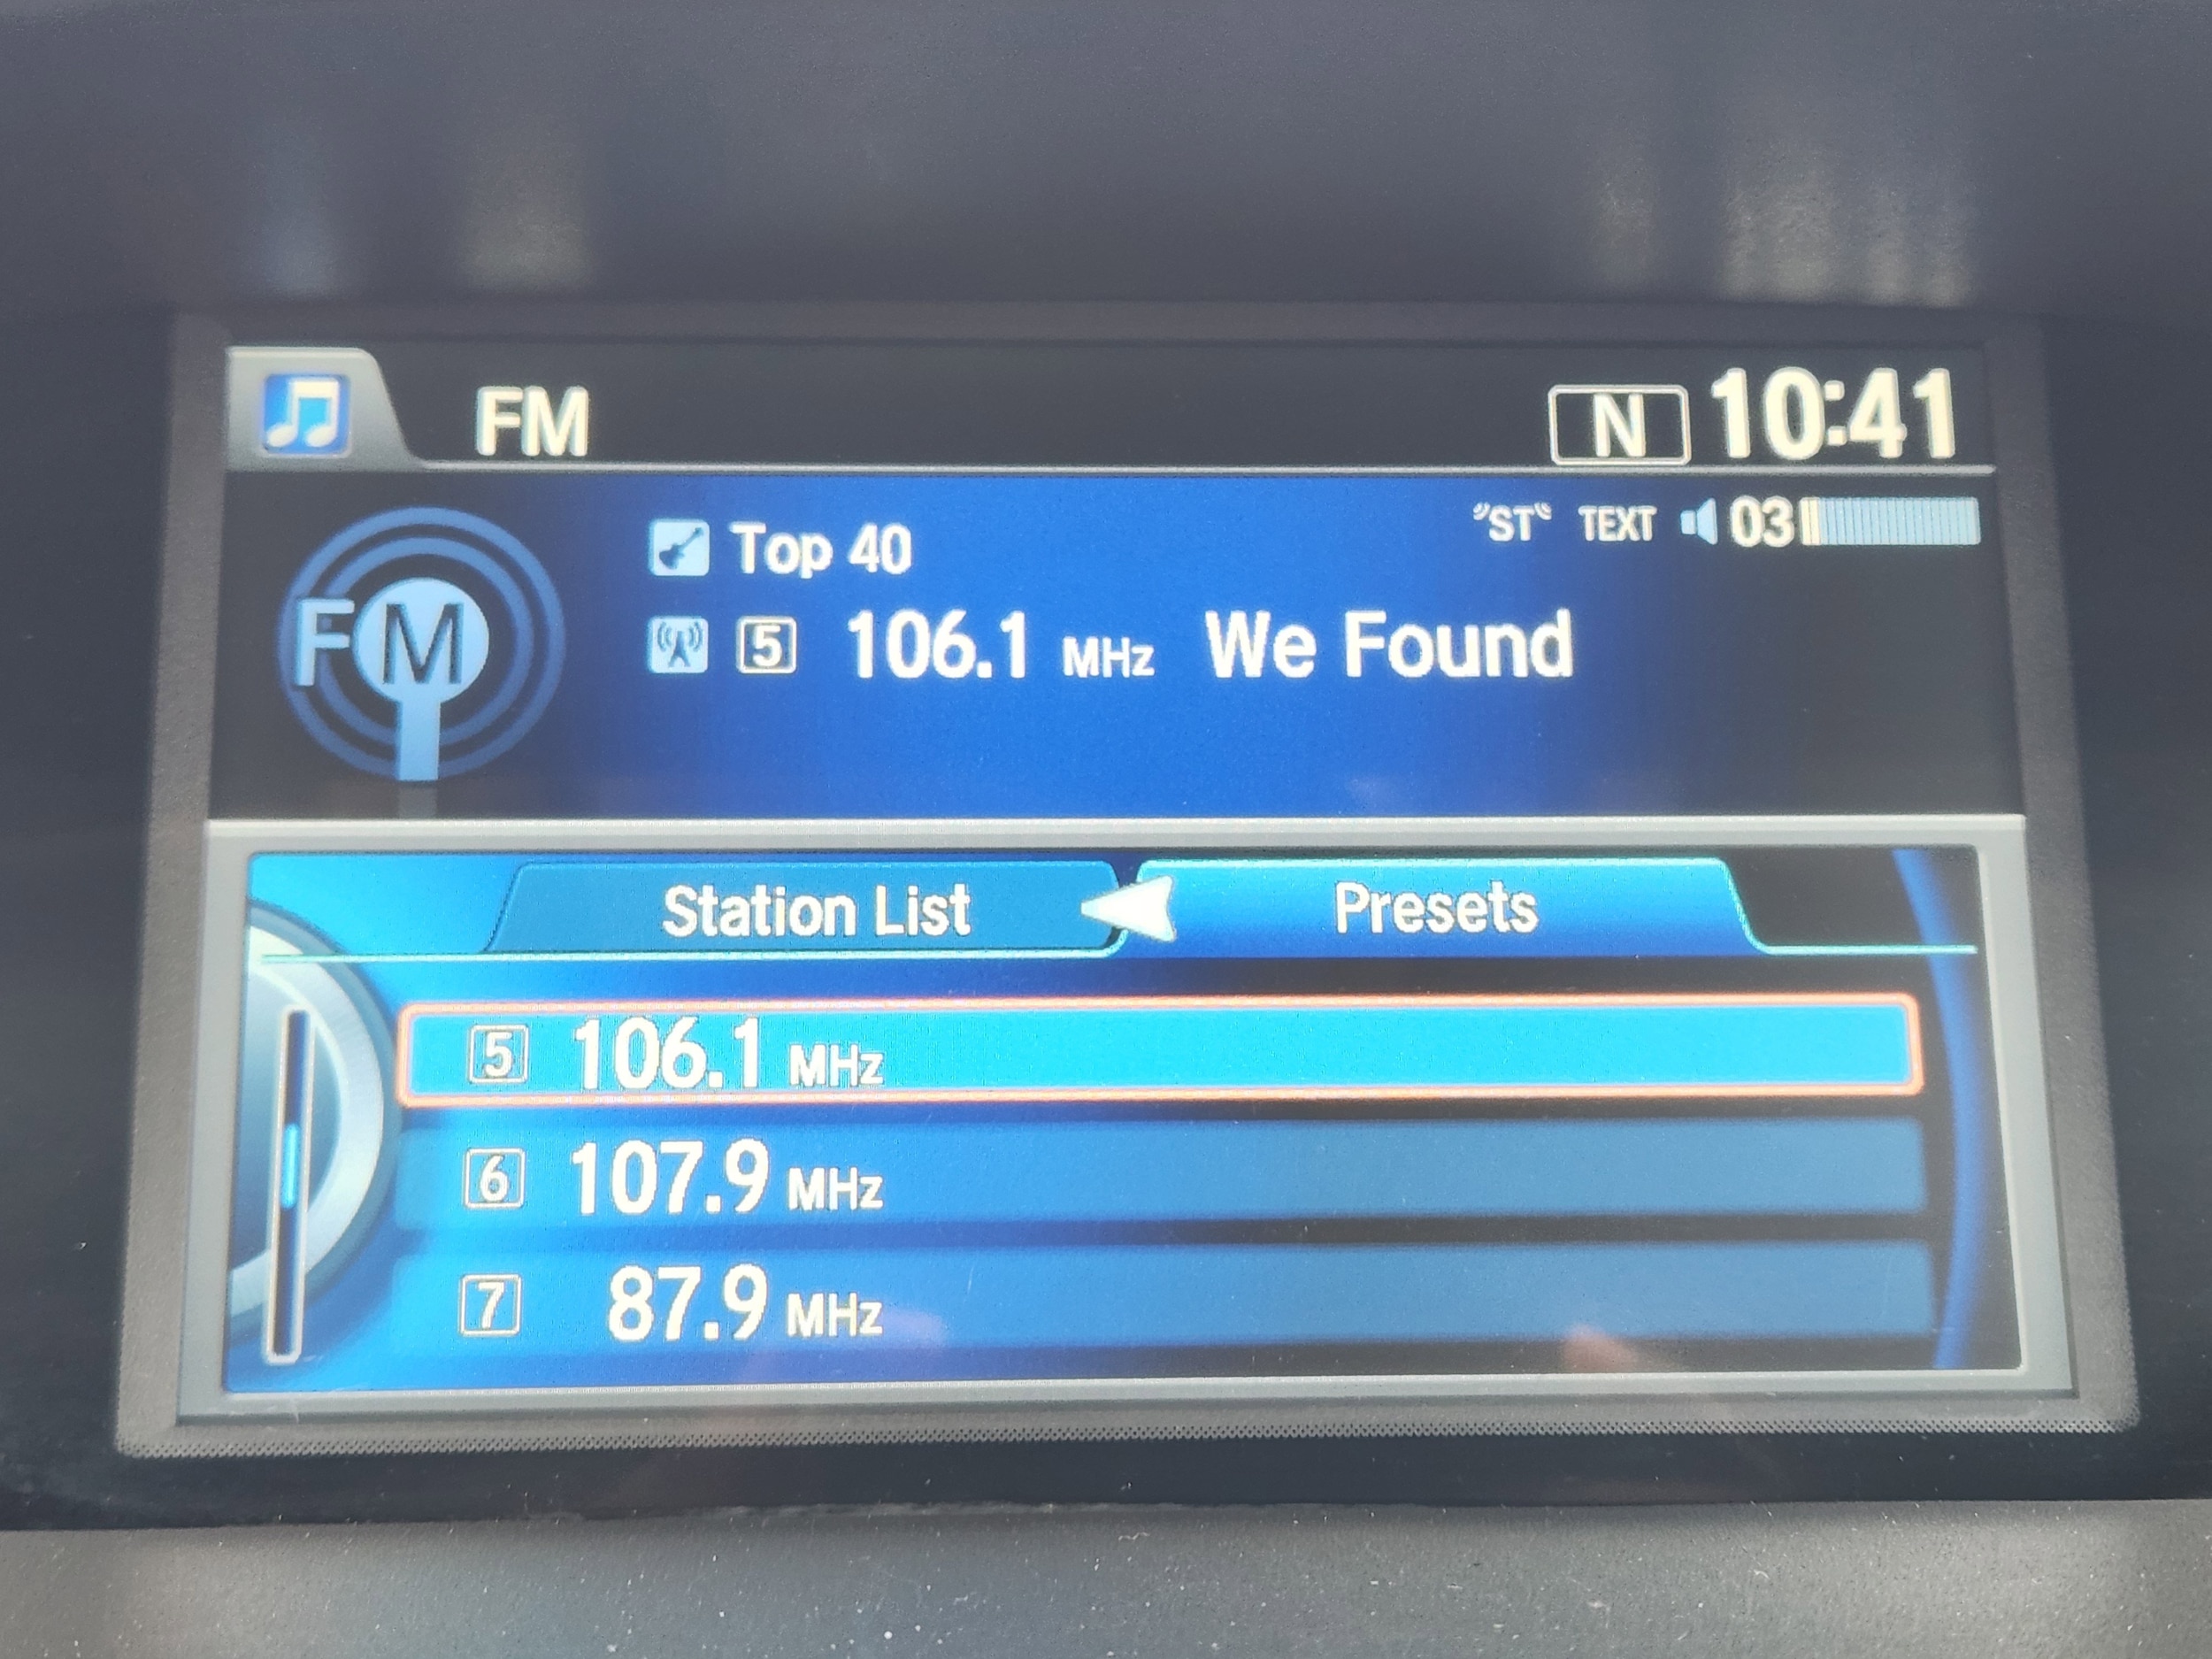 FM
N 10:41
"ST" TEXT 03
Top 40
FM
5 106.1 MHz We Found
Station List Presets
5 106.1 MHz
6 107.9 MHz
7 87.9 MHz